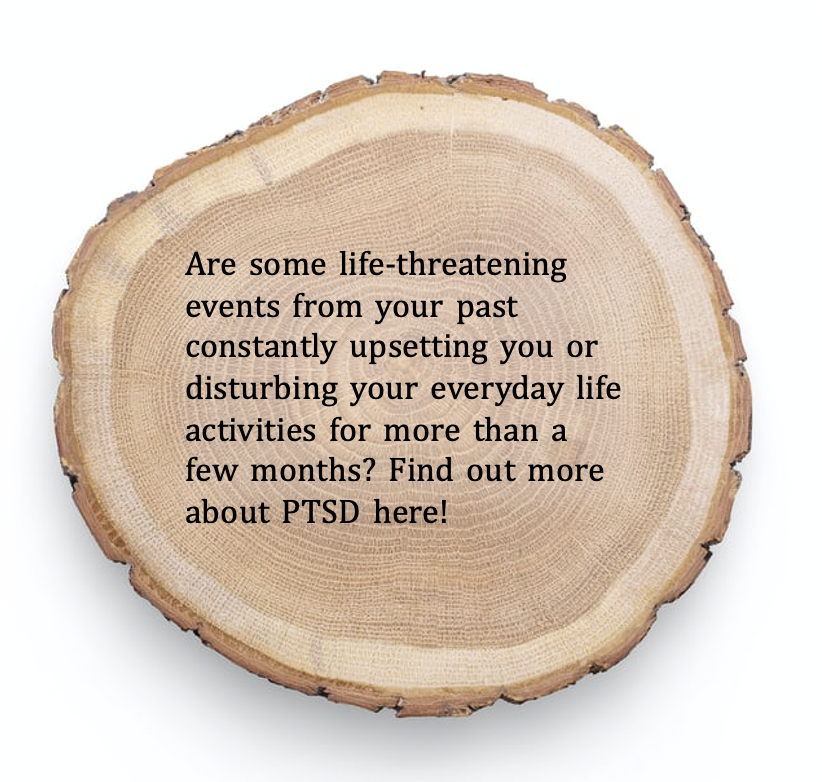 Are some life-threatening
events from your past
constantly upsetting you or
disturbing your everyday life
activities for more than a
few months? Find out more
about PTSD here!